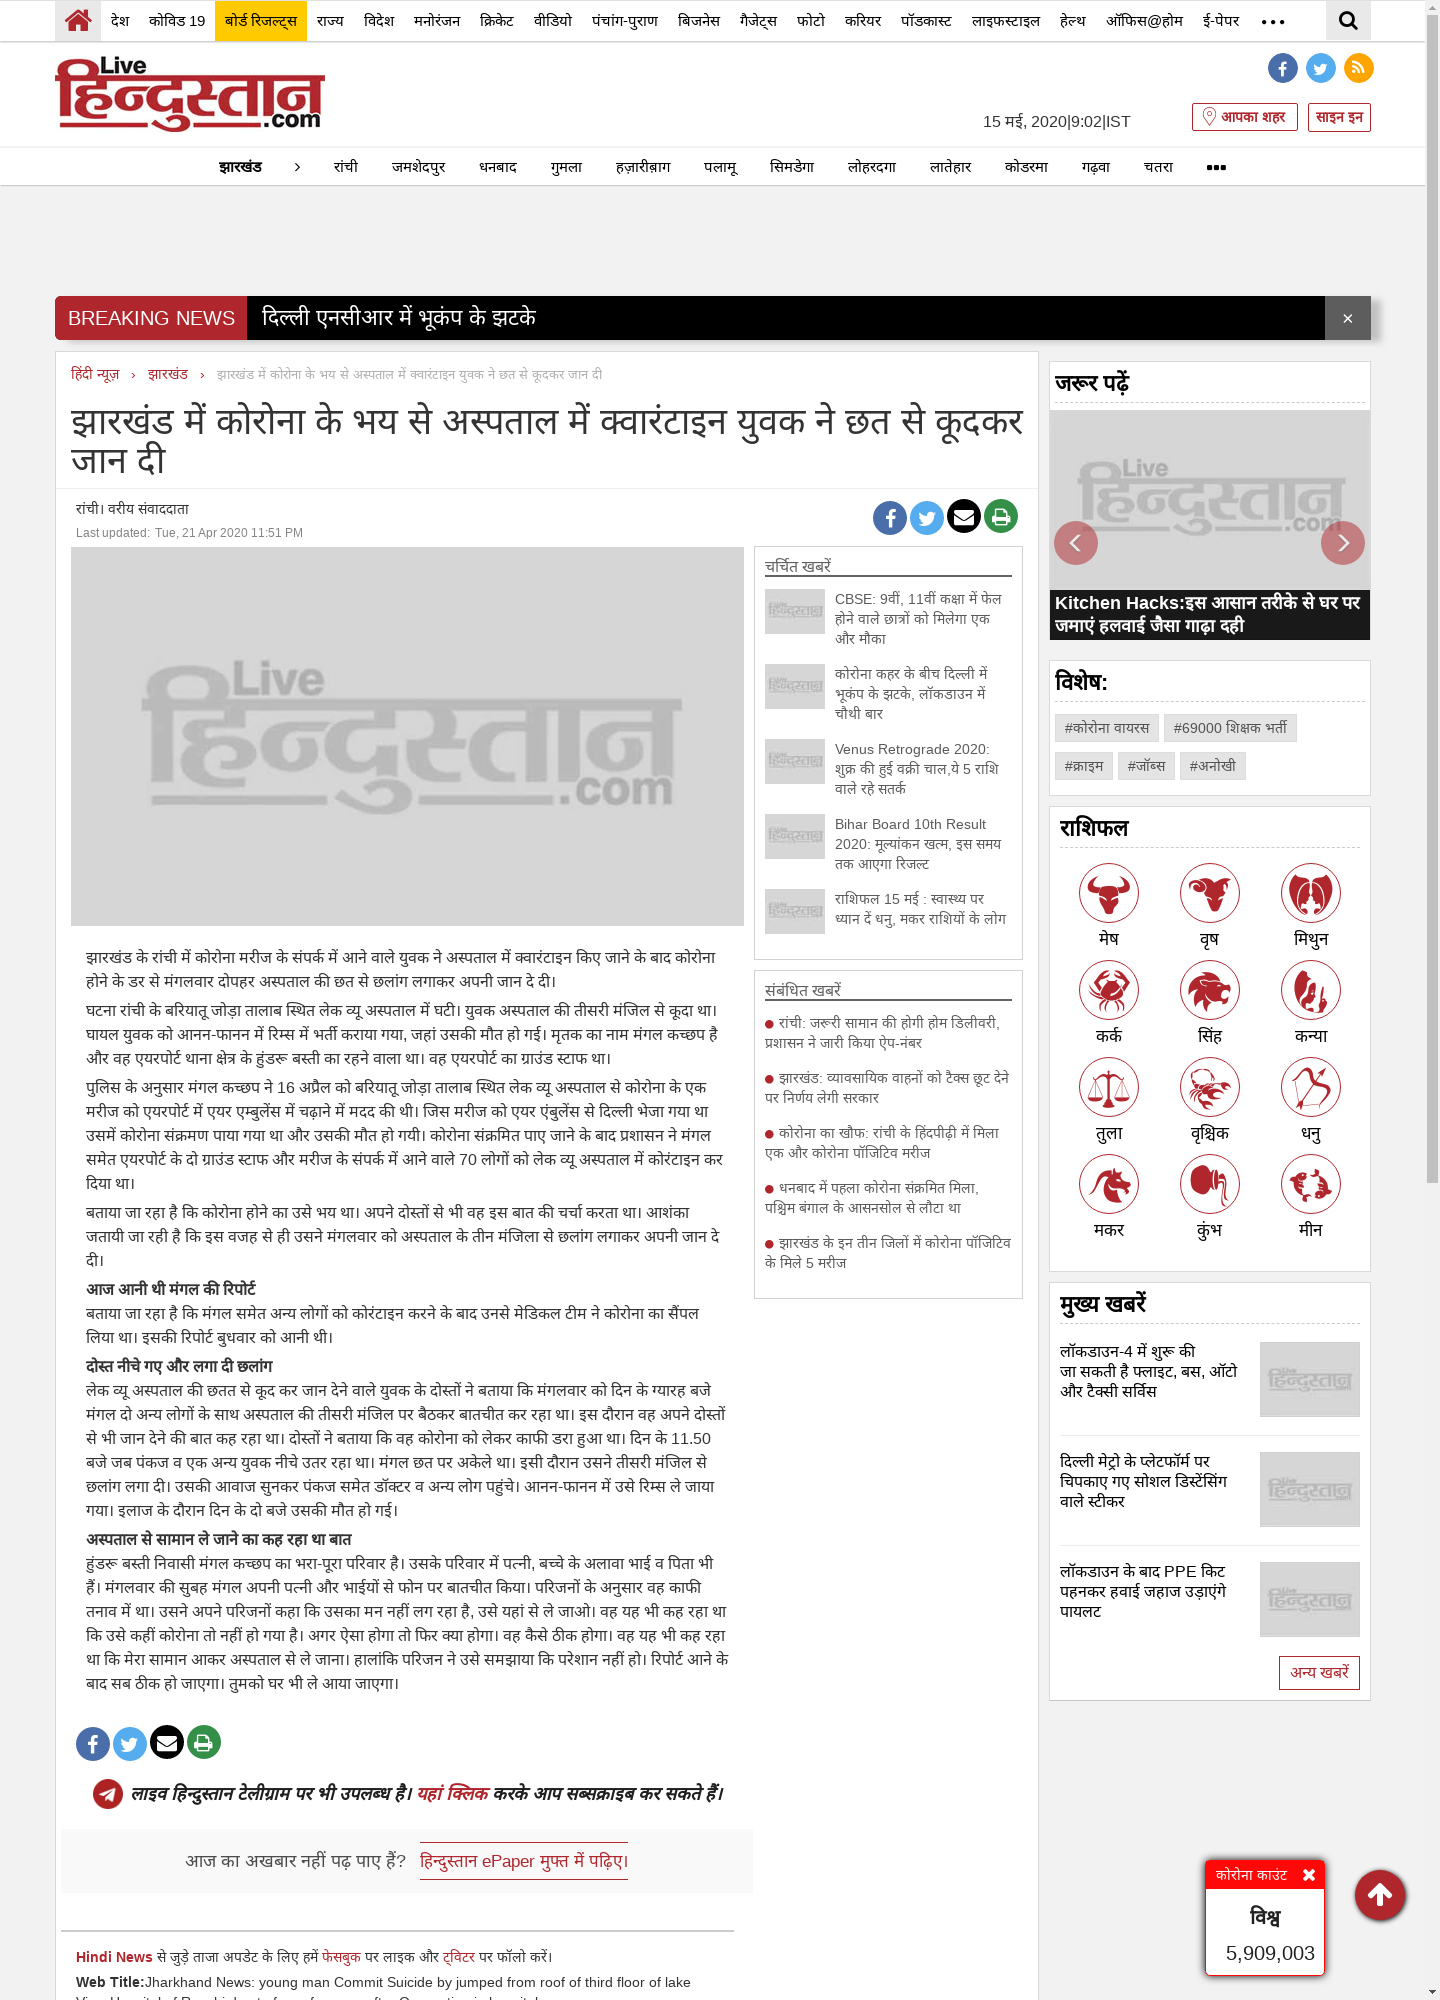 देश कोविड 19 बोर्ड रिजल्ट्स राज्य विदेश मनोरंजन क्रिकेट वीडियो पंचांग-पुराण बिजनेस गैजेट्स फोटो करियर पॉडकास्ट लाइफस्टाइल हेल्थ ऑफिस@होम ई-पेपर
Live
हिन्दुस्तान
.com
15 मई, 2020|9:02|IST
आपका शहर
साइन इन
झारखंड › रांची जमशेदपुर धनबाद गुमला हज़ारीबा़ग पलामू सिमडेगा लोहरदगा लातेहार कोडरमा गढ़वा चतरा
BREAKING NEWS दिल्ली एनसीआर में भूकंप के झटके ×
हिंदी न्यूज़ › झारखंड › झारखंड में कोरोना के भय से अस्पताल में क्वारंटाइन युवक ने छत से कूदकर जान दी
झारखंड में कोरोना के भय से अस्पताल में क्वारंटाइन युवक ने छत से कूदकर
जान दी
रांची। वरीय संवाददाता
Last updated: Tue, 21 Apr 2020 11:51 PM
Live
हिन्दुस्तान
झारखंड के रांची में कोरोना मरीज के संपर्क में आने वाले युवक ने अस्पताल में क्वारंटाइन किए जाने के बाद कोरोना
होने के डर से मंगलवार दोपहर अस्पताल की छत से छलांग लगाकर अपनी जान दे दी।
घटना रांची के बरियातू जोड़ा तालाब स्थित लेक व्यू अस्पताल में घटी। युवक अस्पताल की तीसरी मंजिल से कूदा था।
घायल युवक को आनन-फानन में रिम्स में भर्ती कराया गया, जहां उसकी मौत हो गई। मृतक का नाम मंगल कच्छप है
और वह एयरपोर्ट थाना क्षेत्र के हुंडरू बस्ती का रहने वाला था। वह एयरपोर्ट का ग्राउंड स्टाफ था।
पुलिस के अनुसार मंगल कच्छप ने 16 अप्रैल को बरियातू जोड़ा तालाब स्थित लेक व्यू अस्पताल से कोरोना के एक
मरीज को एयरपोर्ट में एयर एम्बुलेंस में चढ़ाने में मदद की थी। जिस मरीज को एयर एंबुलेंस से दिल्ली भेजा गया था
उसमें कोरोना संक्रमण पाया गया था और उसकी मौत हो गयी। कोरोना संक्रमित पाए जाने के बाद प्रशासन ने मंगल
समेत एयरपोर्ट के दो ग्राउंड स्टाफ और मरीज के संपर्क में आने वाले 70 लोगों को लेक व्यू अस्पताल में कोरंटाइन कर
दिया था।
बताया जा रहा है कि कोरोना होने का उसे भय था। अपने दोस्तों से भी वह इस बात की चर्चा करता था। आशंका
जतायी जा रही है कि इस वजह से ही उसने मंगलवार को अस्पताल के तीन मंजिला से छलांग लगाकर अपनी जान दे
दी।
आज आनी थी मंगल की रिपोर्ट
बताया जा रहा है कि मंगल समेत अन्य लोगों को कोरंटाइन करने के बाद उनसे मेडिकल टीम ने कोरोना का सैंपल
लिया था। इसकी रिपोर्ट बुधवार को आनी थी।
दोस्त नीचे गए और लगा दी छलांग
लेक व्यू अस्पताल की छतत से कूद कर जान देने वाले युवक के दोस्तों ने बताया कि मंगलवार को दिन के ग्यारह बजे
मंगल दो अन्य लोगों के साथ अस्पताल की तीसरी मंजिल पर बैठकर बातचीत कर रहा था। इस दौरान वह अपने दोस्तों
से भी जान देने की बात कह रहा था। दोस्तों ने बताया कि वह कोरोना को लेकर काफी डरा हुआ था। दिन के 11.50
बजे जब पंकज व एक अन्य युवक नीचे उतर रहा था। मंगल छत पर अकेले था। इसी दौरान उसने तीसरी मंजिल से
छलांग लगा दी। उसकी आवाज सुनकर पंकज समेत डॉक्टर व अन्य लोग पहुंचे। आनन-फानन में उसे रिम्स ले जाया
गया। इलाज के दौरान दिन के दो बजे उसकी मौत हो गई।
अस्पताल से सामान ले जाने का कह रहा था बात
हुंडरू बस्ती निवासी मंगल कच्छप का भरा-पूरा परिवार है। उसके परिवार में पत्नी, बच्चे के अलावा भाई व पिता भी
हैं। मंगलवार की सुबह मंगल अपनी पत्नी और भाईयों से फोन पर बातचीत किया। परिजनों के अनुसार वह काफी
तनाव में था। उसने अपने परिजनों कहा कि उसका मन नहीं लग रहा है, उसे यहां से ले जाओ। वह यह भी कह रहा था
कि उसे कहीं कोरोना तो नहीं हो गया है। अगर ऐसा होगा तो फिर क्या होगा। वह कैसे ठीक होगा। वह यह भी कह रहा
था कि मेरा सामान आकर अस्पताल से ले जाना। हालांकि परिजन ने उसे समझाया कि परेशान नहीं हो। रिपोर्ट आने के
बाद सब ठीक हो जाएगा। तुमको घर भी ले आया जाएगा।
लाइव हिन्दुस्तान टेलीग्राम पर भी उपलब्ध है। यहां क्लिक करके आप सब्सक्राइब कर सकते हैं।
आज का अखबार नहीं पढ़ पाए हैं? हिन्दुस्तान ePaper मुफ्त में पढ़िए।
Hindi News से जुड़े ताजा अपडेट के लिए हमें फेसबुक पर लाइक और ट्विटर पर फॉलो करें।
Web Title:Jharkhand News: young man Commit Suicide by jumped from roof of third floor of lake
चर्चित खबरें
CBSE: 9वीं, 11वीं कक्षा में फेल
होने वाले छात्रों को मिलेगा एक
और मौका
कोरोना कहर के बीच दिल्ली में
भूकंप के झटके, लॉकडाउन में
चौथी बार
Venus Retrograde 2020:
शुक्र की हुई वक्री चाल,ये 5 राशि
वाले रहे सतर्क
Bihar Board 10th Result
2020: मूल्यांकन खत्म, इस समय
तक आएगा रिजल्ट
राशिफल 15 मई : स्वास्थ्य पर
ध्यान दें धनु, मकर राशियों के लोग
संबंधित खबरें
रांची: जरूरी सामान की होगी होम डिलीवरी,
प्रशासन ने जारी किया ऐप-नंबर
झारखंड: व्यावसायिक वाहनों को टैक्स छूट देने
पर निर्णय लेगी सरकार
कोरोना का खौफ: रांची के हिंदपीढ़ी में मिला
एक और कोरोना पॉजिटिव मरीज
धनबाद में पहला कोरोना संक्रमित मिला,
पश्चिम बंगाल के आसनसोल से लौटा था
झारखंड के इन तीन जिलों में कोरोना पॉजिटिव
के मिले 5 मरीज
जरूर पढ़ें
Live
हिन्दुस्तान
Kitchen Hacks:इस आसान तरीके से घर पर
जमाएं हलवाई जैसा गाढ़ा दही
विशेष:
#कोरोना वायरस #69000 शिक्षक भर्ती
#क्राइम #जॉब्स #अनोखी
राशिफल
मेष वृष मिथुन
कर्क सिंह कन्या
तुला वृश्चिक धनु
मकर कुंभ मीन
मुख्य खबरें
लॉकडाउन-4 में शुरू की
जा सकती है फ्लाइट, बस, ऑटो
और टैक्सी सर्विस
दिल्ली मेट्रो के प्लेटफॉर्म पर
चिपकाए गए सोशल डिस्टेंसिंग
वाले स्टीकर
लॉकडाउन के बाद PPE किट
पहनकर हवाई जहाज उड़ाएंगे
पायलट
अन्य खबरें
कोरोना काउंट
विश्व
5,909,003